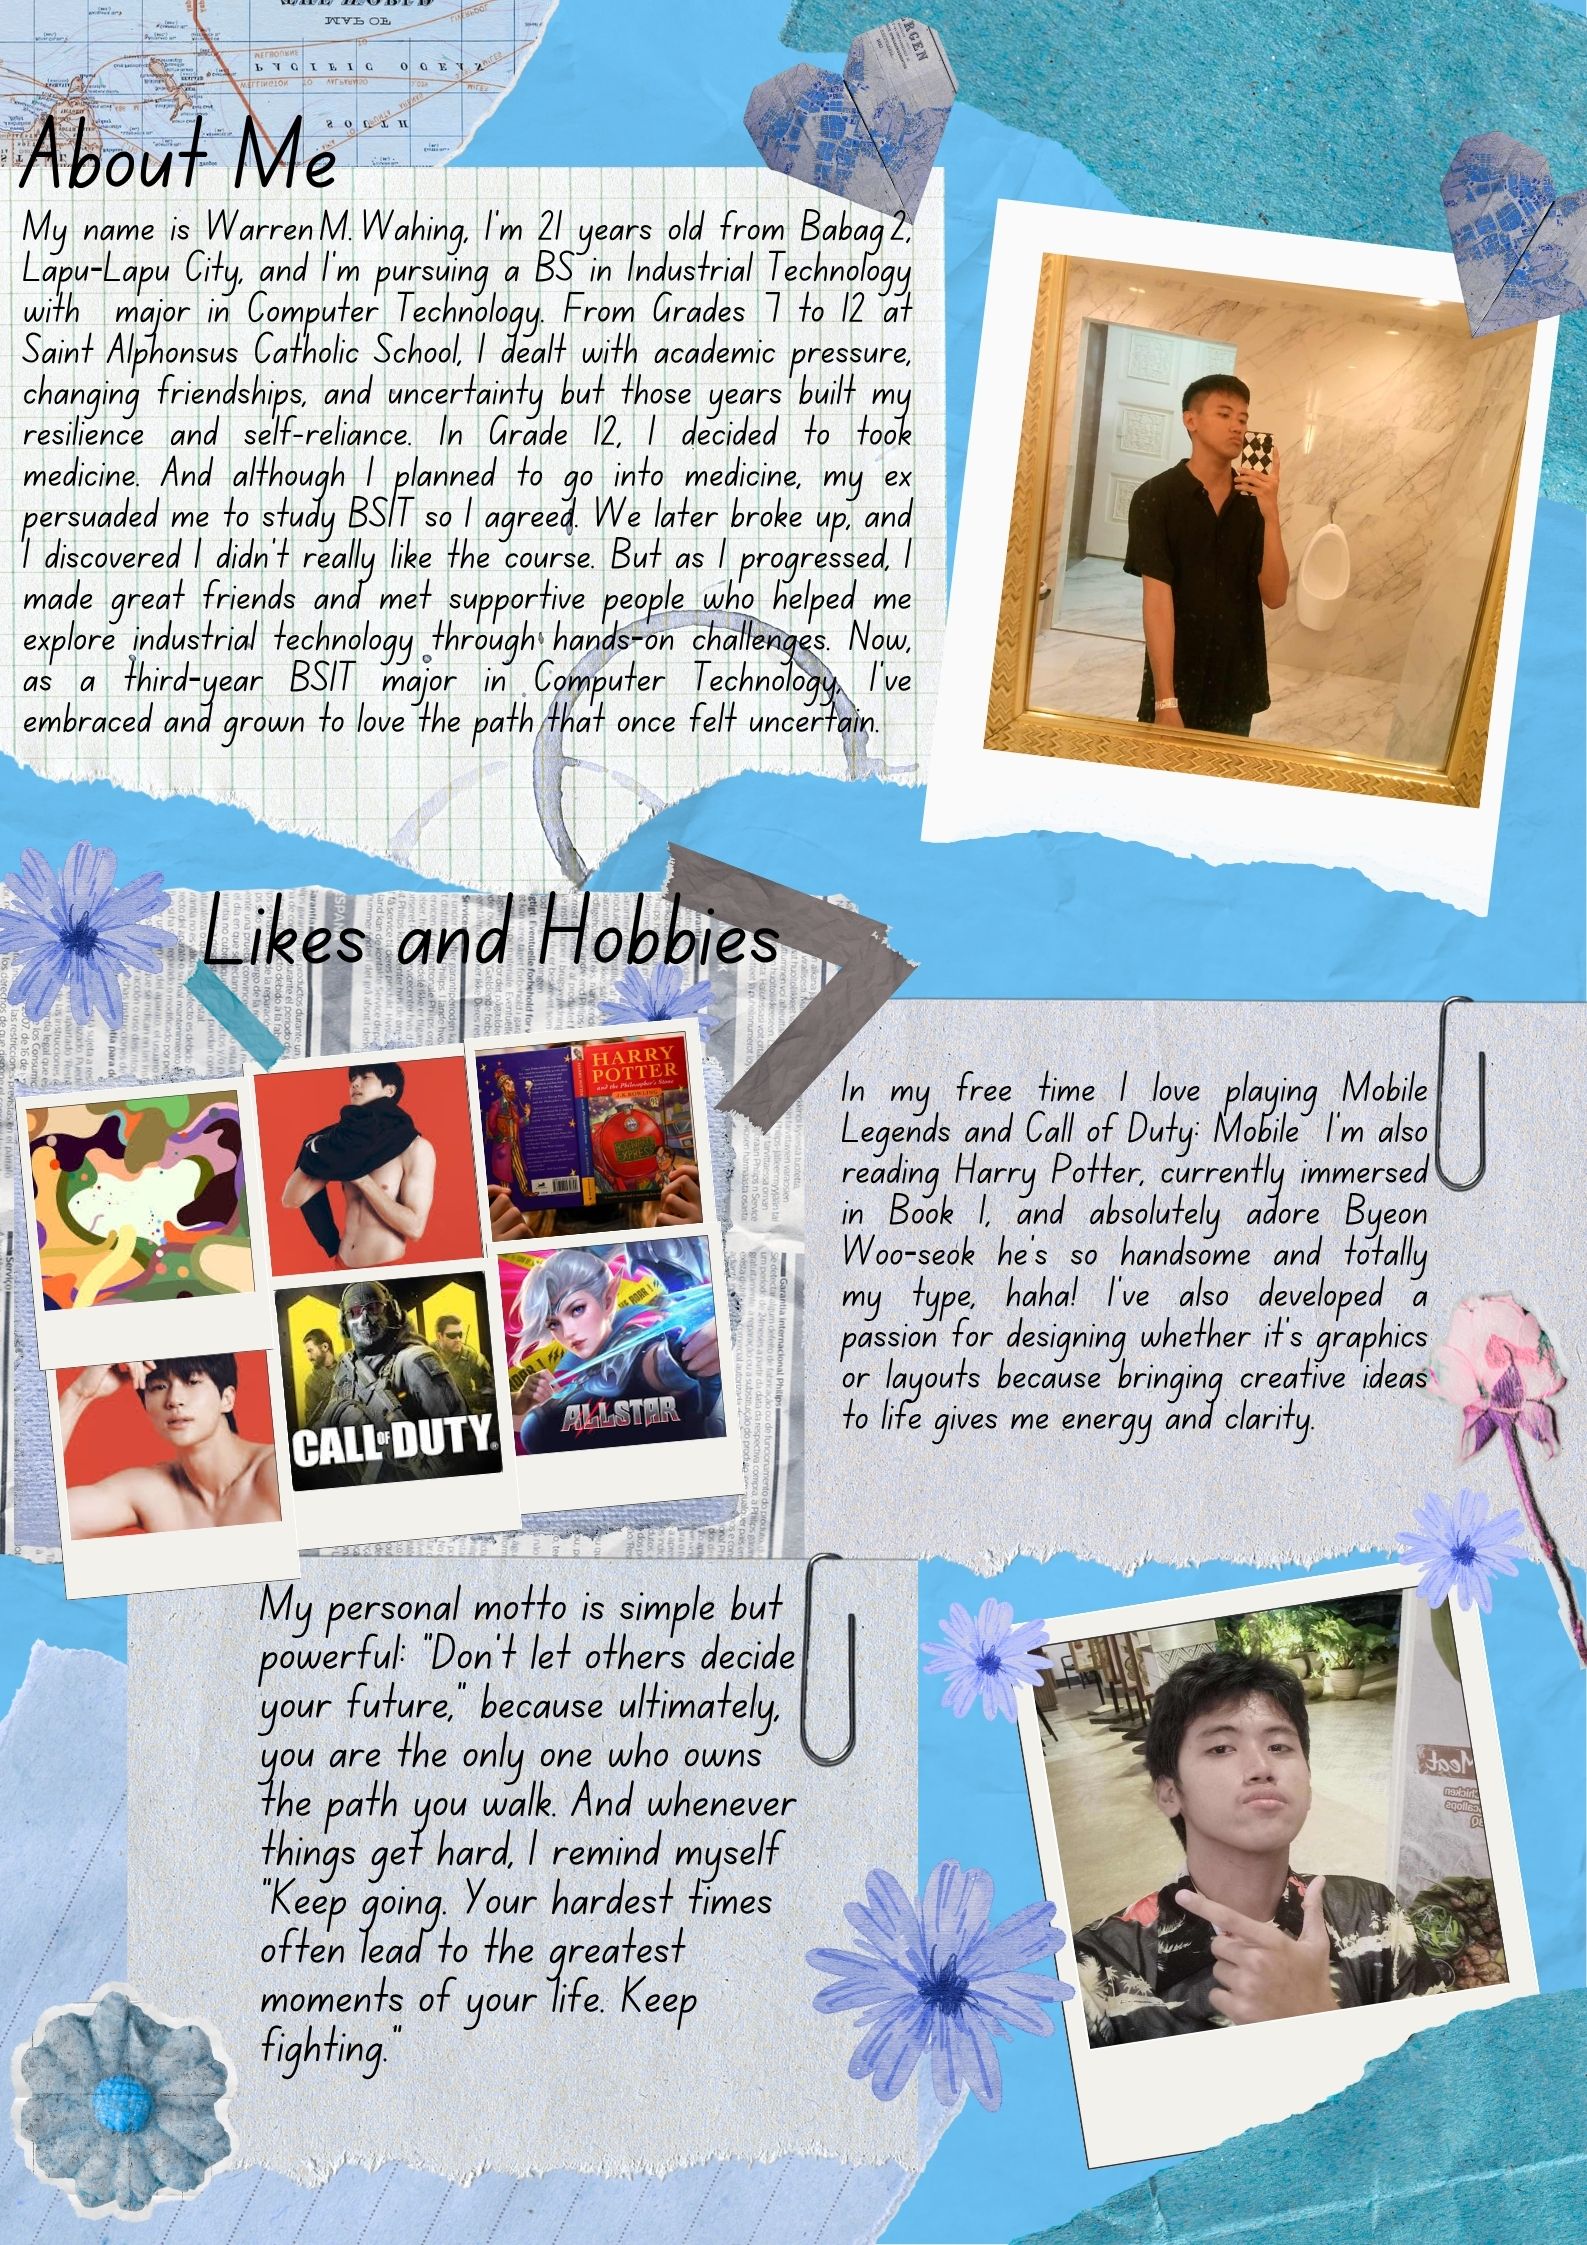 MAP OF
PACIFIC OCEAN
SOUTH
About Me
My name is Warren M. Wahing, I'm 21 years old from Babag 2,
Lapu-Lapu City, and I'm pursuing a BS in Industrial Technology
with major in Computer Technology. From Grades 7 to 12 at
Saint Alphonsus Catholic School, I dealt with academic pressure,
changing friendships, and uncertainty but those years built my
resilience and self-reliance. In Grade 12, I decided to took
medicine. And although I planned to go into medicine, my ex
persuaded me to study BSIT so I agreed. We later broke up, and
I discovered I didn't really like the course. But as I progressed, I
made great friends and met supportive people who helped me
explore industrial technology through hands-on challenges. Now,
as a third-year BSIT major in Computer Technology, I've
embraced and grown to love the path that once felt uncertain.
Likes and Hobbies
HARRY
POTTER
and the Philosopher's Stone
J.K. ROWLING
CALL OF DUTY
ALLSTAR
In my free time I love playing Mobile
Legends and Call of Duty: Mobile I'm also
reading Harry Potter, currently immersed
in Book 1, and absolutely adore Byeon
Woo-seok he's so handsome and totally
my type, haha! I've also developed a
passion for designing whether it's graphics
or layouts because bringing creative ideas
to life gives me energy and clarity.
My personal motto is simple but
powerful: "Don't let others decide
your future," because ultimately,
you are the only one who owns
the path you walk. And whenever
things get hard, I remind myself
"Keep going. Your hardest times
often lead to the greatest
moments of your life. Keep
fighting."
Meat